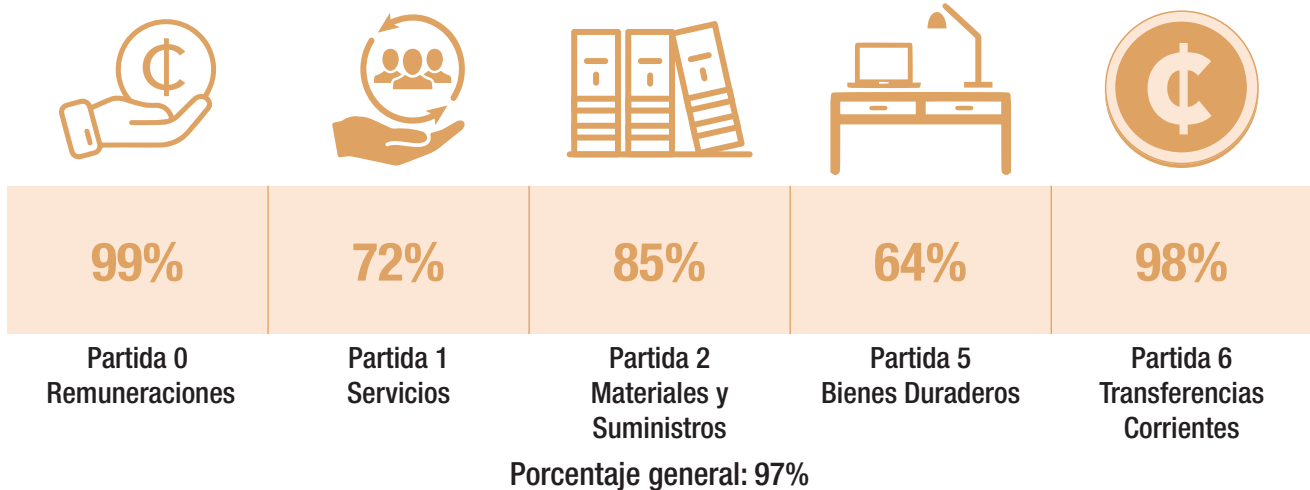 99%
72%
85%
64%
98%
Partida 0
Remuneraciones
Partida 1
Servicios
Partida 2
Materiales y
Suministros
Partida 5
Bienes Duraderos
Partida 6
Transferencias
Corrientes
Porcentaje general: 97%